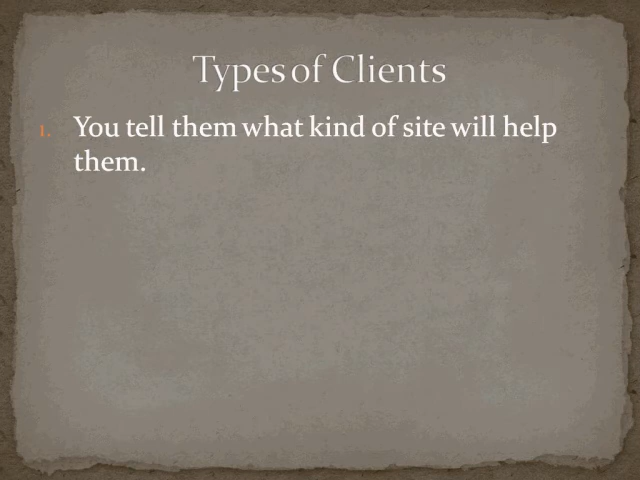 Types of Clients
1. You tell them what kind of site will help
them.